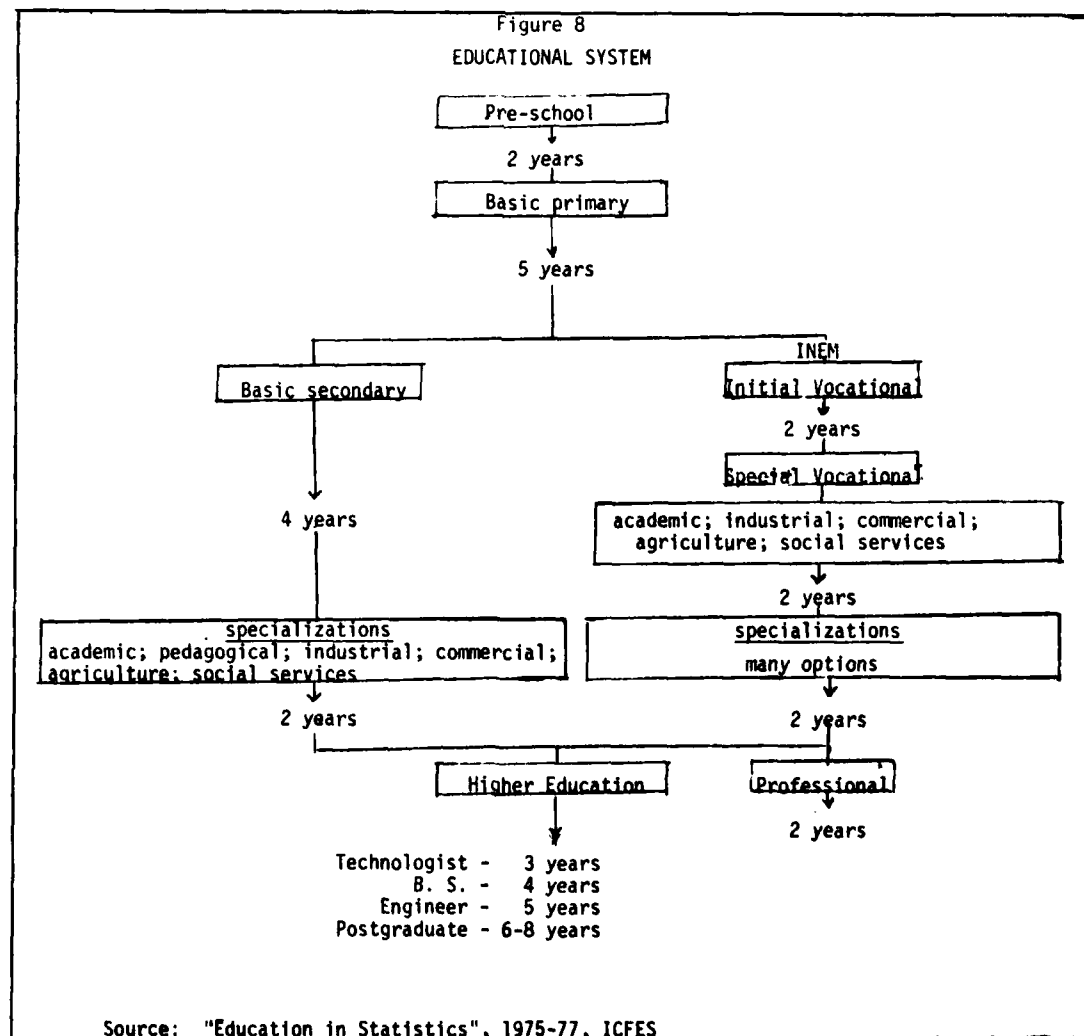 Figure 8
EDUCATIONAL SYSTEM
Pre-school
2 years
Basic primary
5 years
INEM
Basic secondary
Initial Vocational
2 years
Special Vocational
4 years
academic; industrial; commercial;
agriculture; social services
2 years
specializations
academic; pedagogical; industrial; commercial;
agriculture; social services
specializations
many options
2 years
2 years
Higher Education
Professional
2 years
Technologist - 3 years
B. S. - 4 years
Engineer - 5 years
Postgraduate - 6-8 years
Source: "Education in Statistics", 1975-77, ICFES